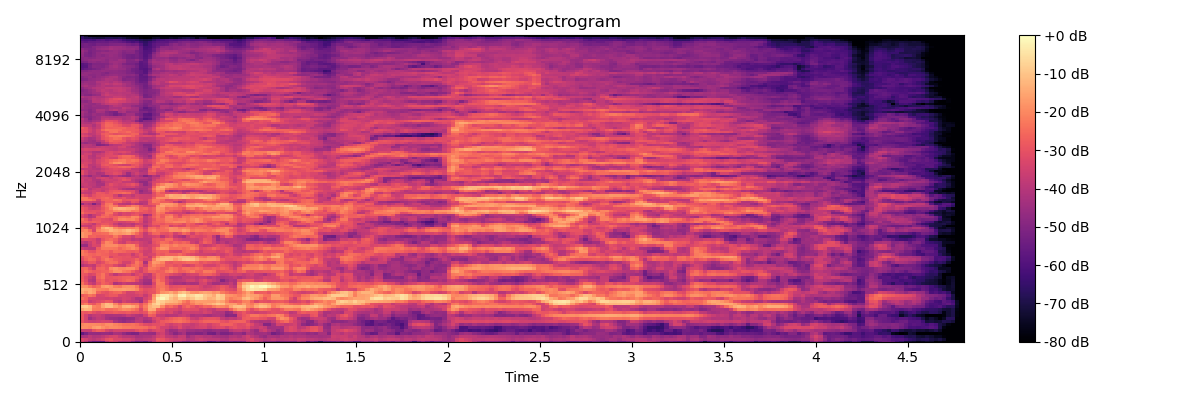 mel power spectrogram
Hz
8192
4096
2048
1024
512
0
0 0.5 1 1.5 2 2.5 3 3.5 4 4.5
Time
+0 dB
-10 dB
-20 dB
-30 dB
-40 dB
-50 dB
-60 dB
-70 dB
-80 dB